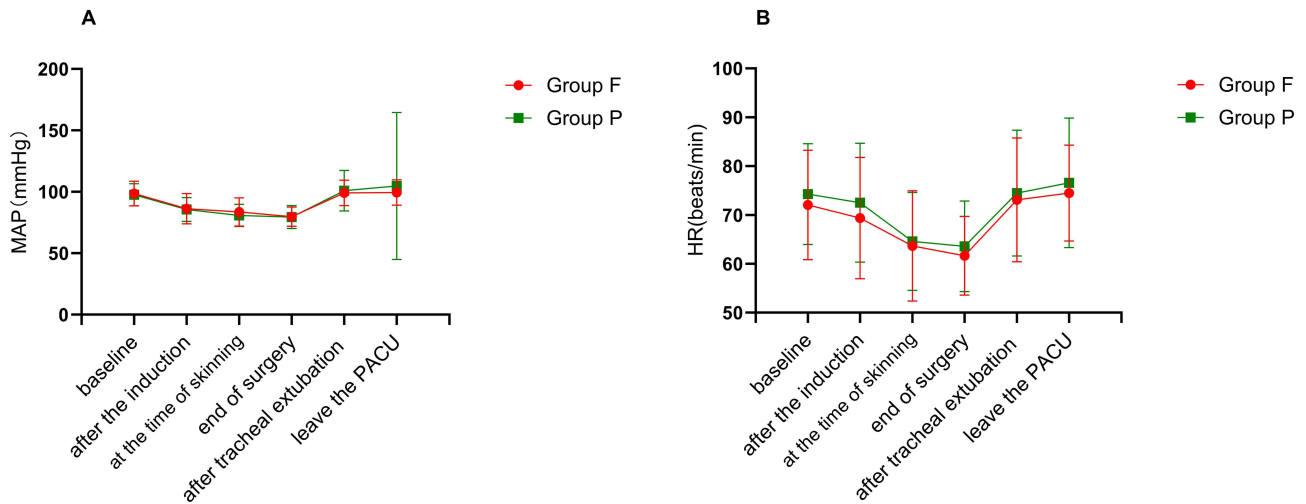 A
MAP(mmHg)
200
150
100
50
0
baseline
after the induction
at the time of skinning
end of surgery
after tracheal extubation
leave the PACU
Group F
Group P
B
HR(beats/min)
100
90
80
70
60
50
baseline
after the induction
at the time of skinning
end of surgery
after tracheal extubation
leave the PACU
Group F
Group P